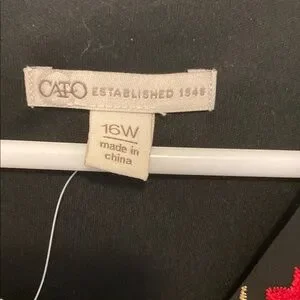 CATO ESTABLISHED 1946
16W
made in
china